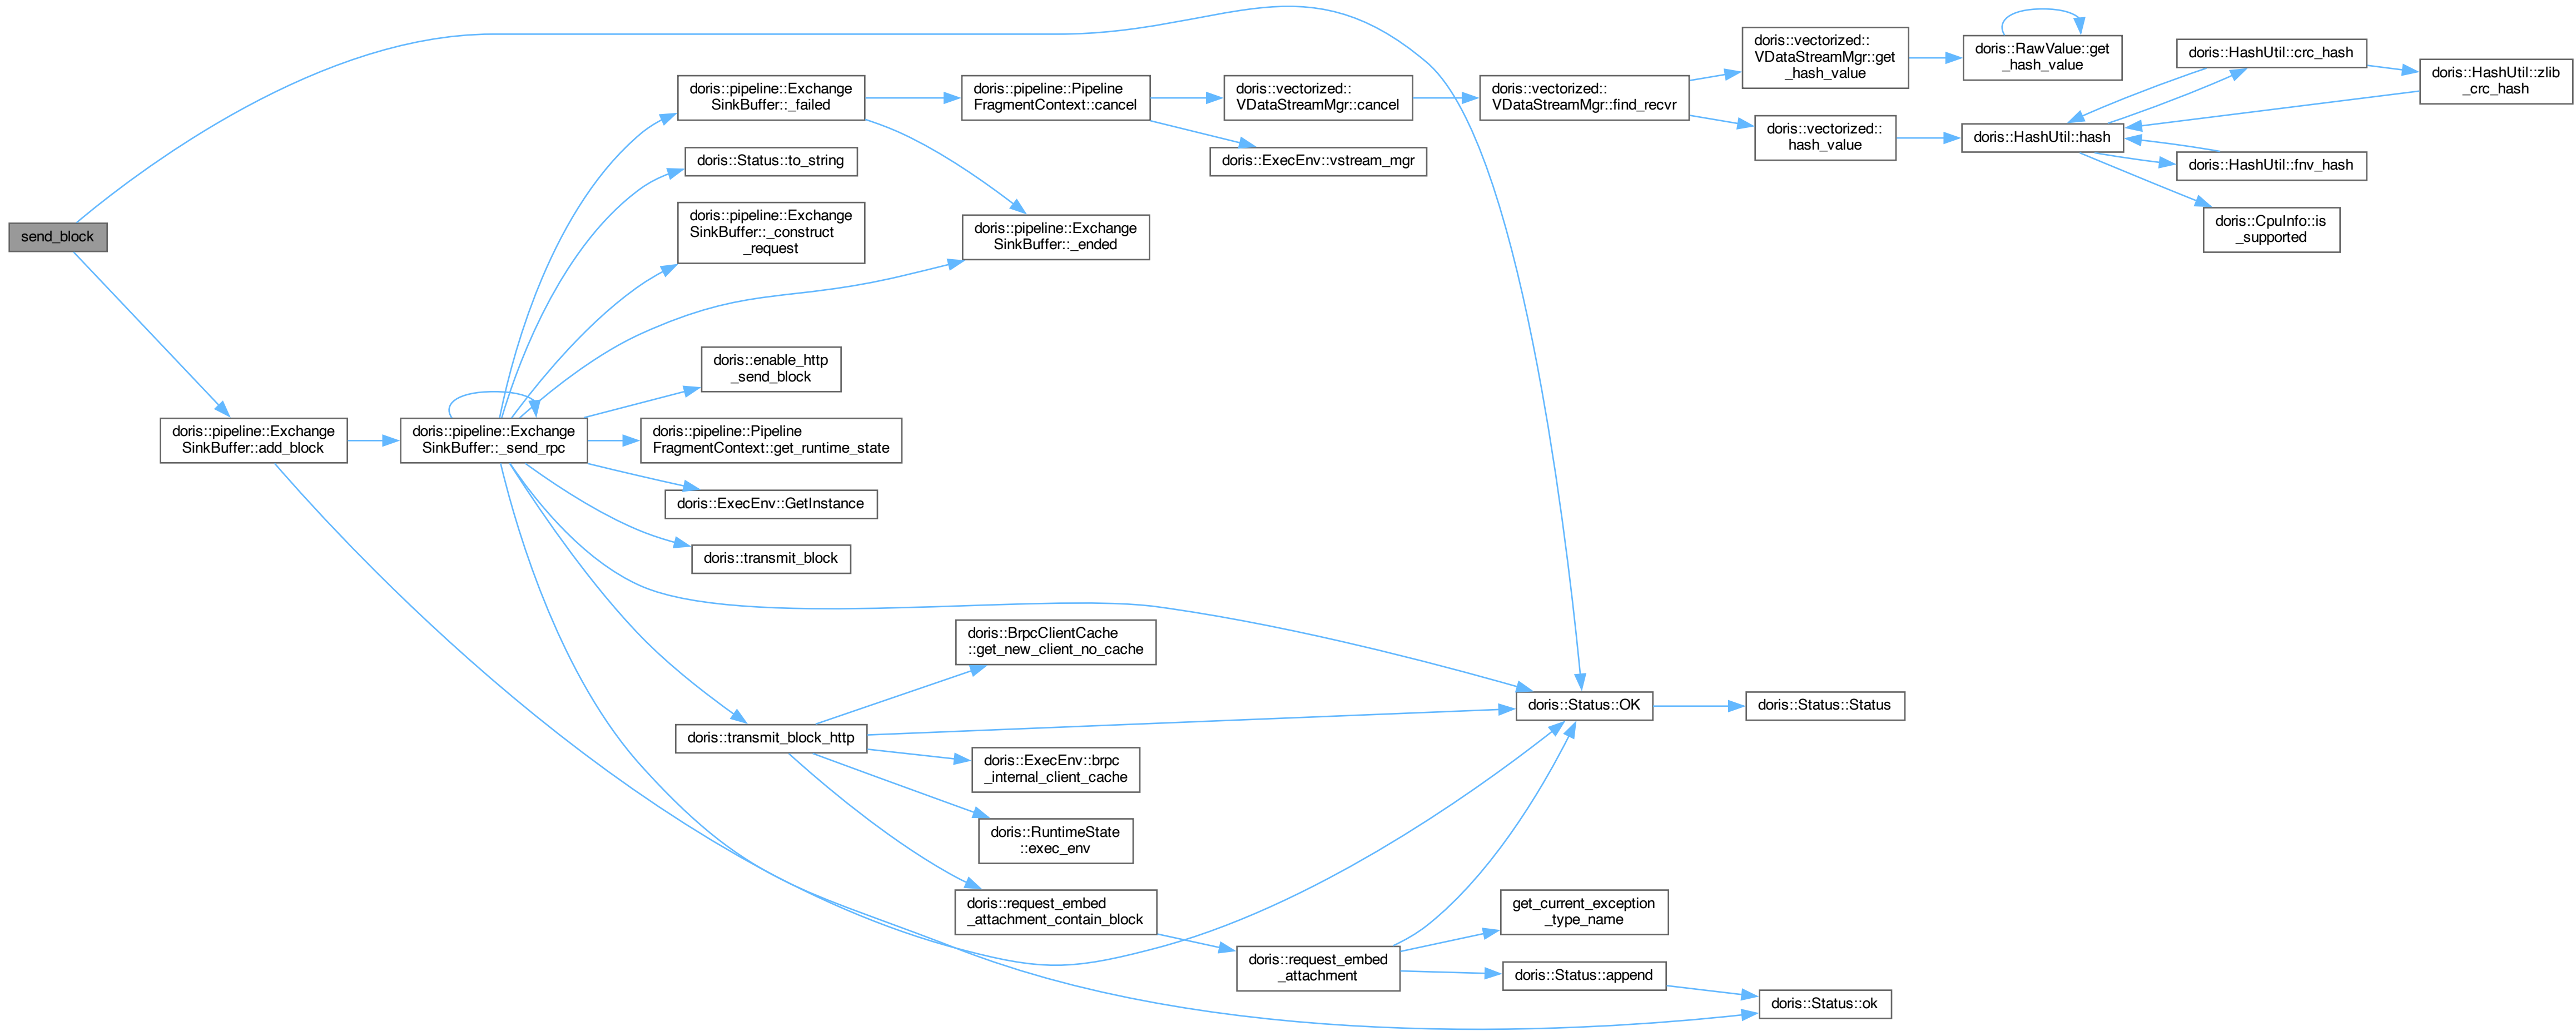 send_block
doris::pipeline::Exchange
SinkBuffer::add_block
doris::pipeline::Exchange
SinkBuffer::_send_rpc
doris::pipeline::Exchange
SinkBuffer::_failed
doris::Status::to_string
doris::pipeline::Exchange
SinkBuffer::_construct
_request
doris::enable_http
_send_block
doris::pipeline::Pipeline
FragmentContext::get_runtime_state
doris::ExecEnv::GetInstance
doris::transmit_block
doris::transmit_block_http
doris::pipeline::Pipeline
FragmentContext::cancel
doris::pipeline::Exchange
SinkBuffer::_ended
doris::BrpcClientCache
::get_new_client_no_cache
doris::ExecEnv::brpc
_internal_client_cache
doris::RuntimeState
::exec_env
doris::request_embed
_attachment_contain_block
doris::vectorized::
VDataStreamMgr::cancel
doris::ExecEnv::vstream_mgr
doris::request_embed
_attachment
doris::vectorized::
VDataStreamMgr::find_recvr
doris::Status::OK
get_current_exception
_type_name
doris::Status::append
doris::vectorized::
VDataStreamMgr::get
_hash_value
doris::vectorized::
hash_value
doris::Status::Status
doris::Status::ok
doris::RawValue::get
_hash_value
doris::HashUtil::hash
doris::HashUtil::crc_hash
doris::HashUtil::fnv_hash
doris::CpuInfo::is
_supported
doris::HashUtil::zlib
_crc_hash